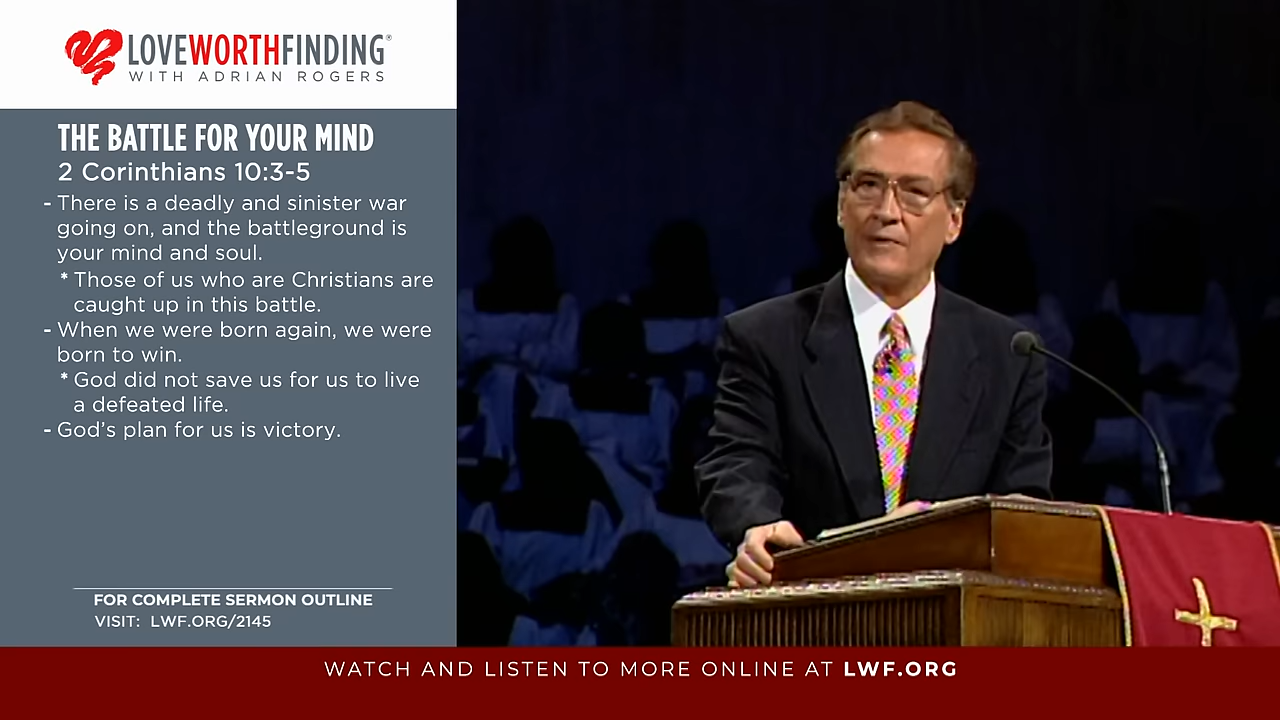 LOVEWORTHFINDING®
WITH ADRIAN ROGERS
THE BATTLE FOR YOUR MIND
2 Corinthians 10:3-5
- There is a deadly and sinister war
going on, and the battleground is
your mind and soul.
* Those of us who are Christians are
caught up in this battle.
- When we were born again, we were
born to win.
* God did not save us for us to live
a defeated life.
- God's plan for us is victory.
FOR COMPLETE SERMON OUTLINE
VISIT: LWF.ORG/2145
WATCH AND LISTEN TO MORE ONLINE AT LWF.ORG